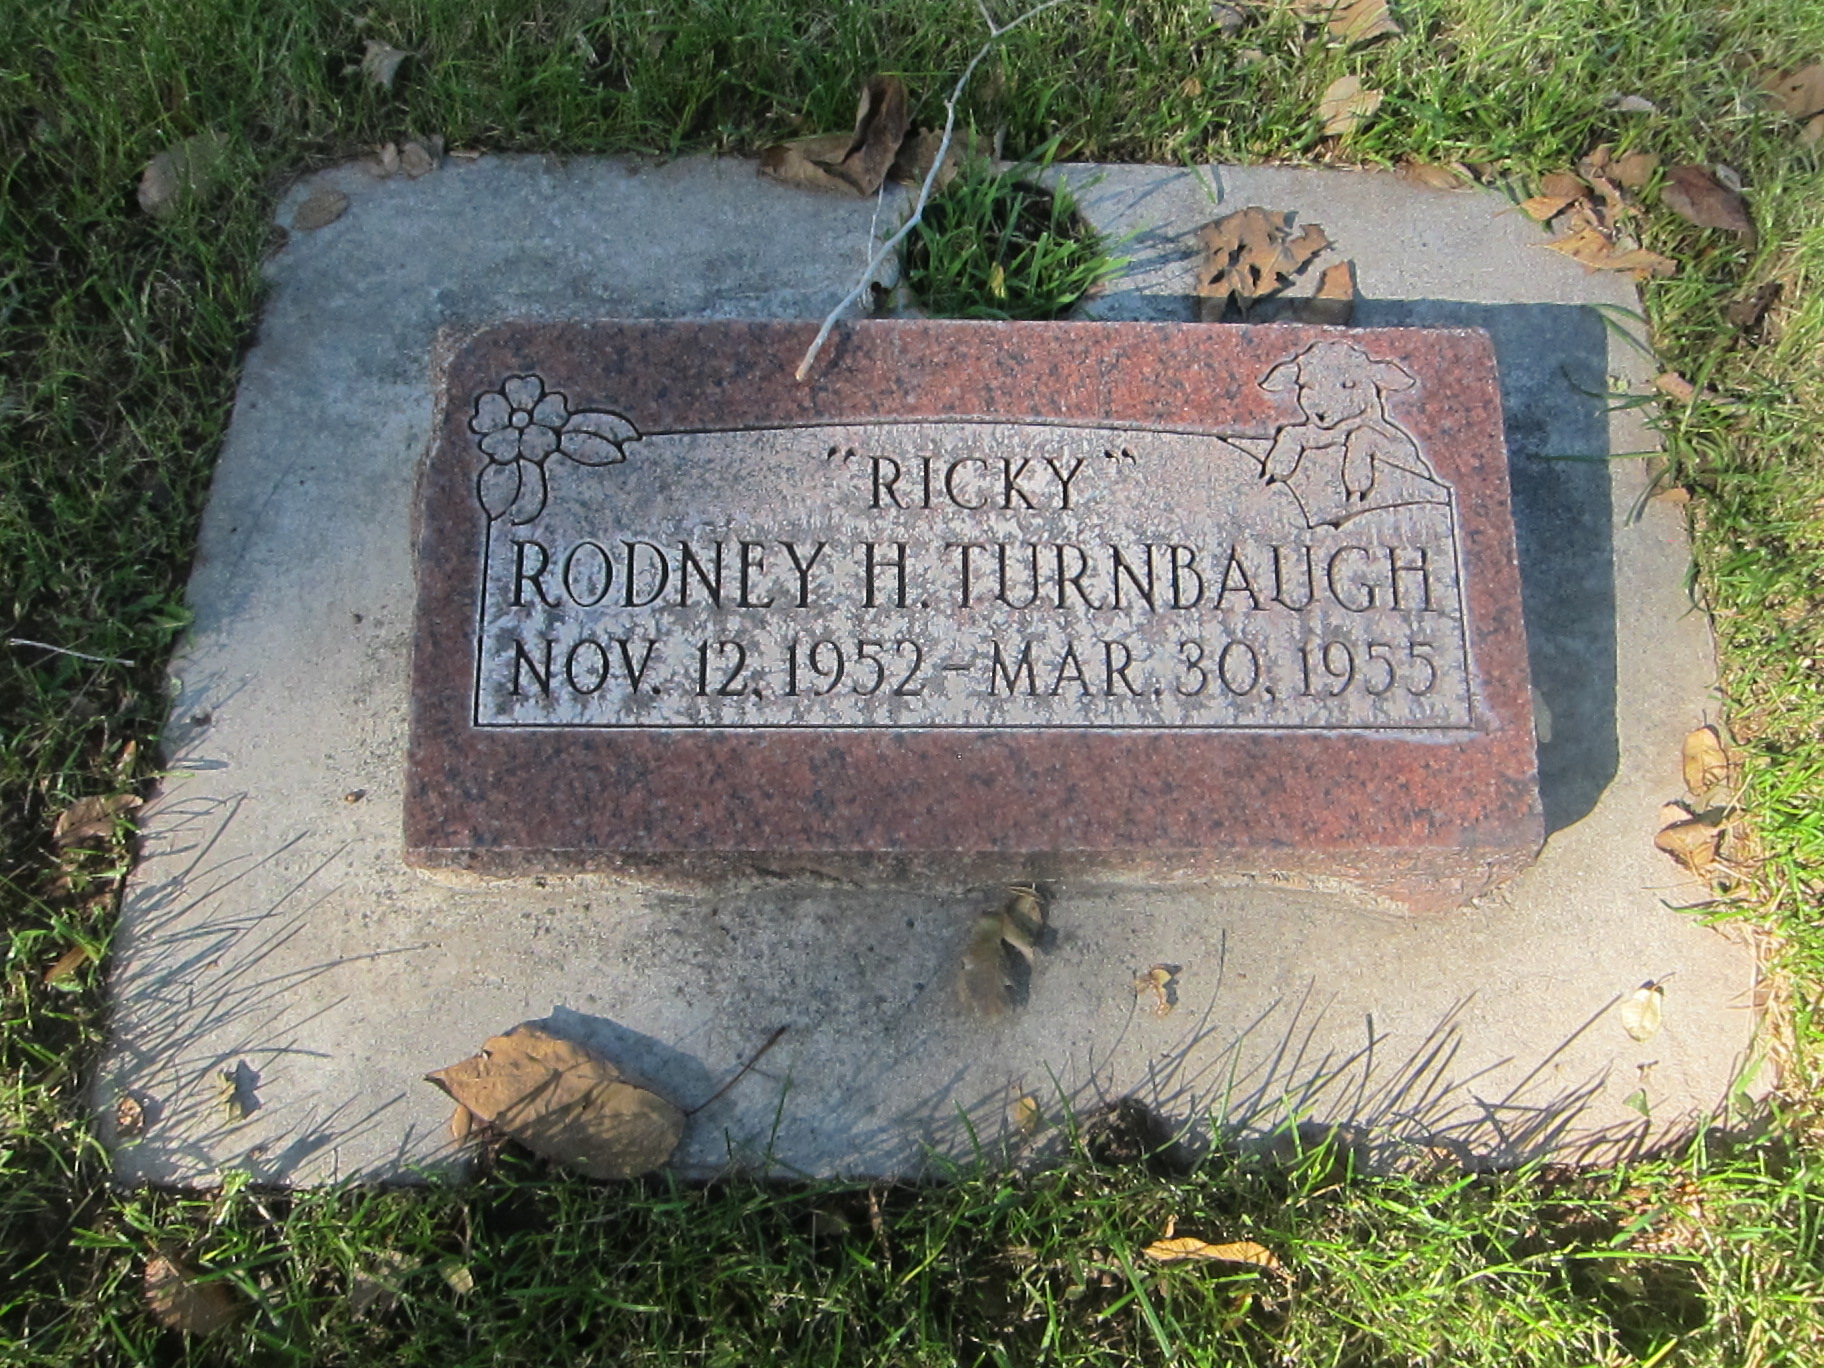 "RICKY"
RODNEY H. TURNBAUGH
NOV. 12, 1952 - MAR. 30, 1955